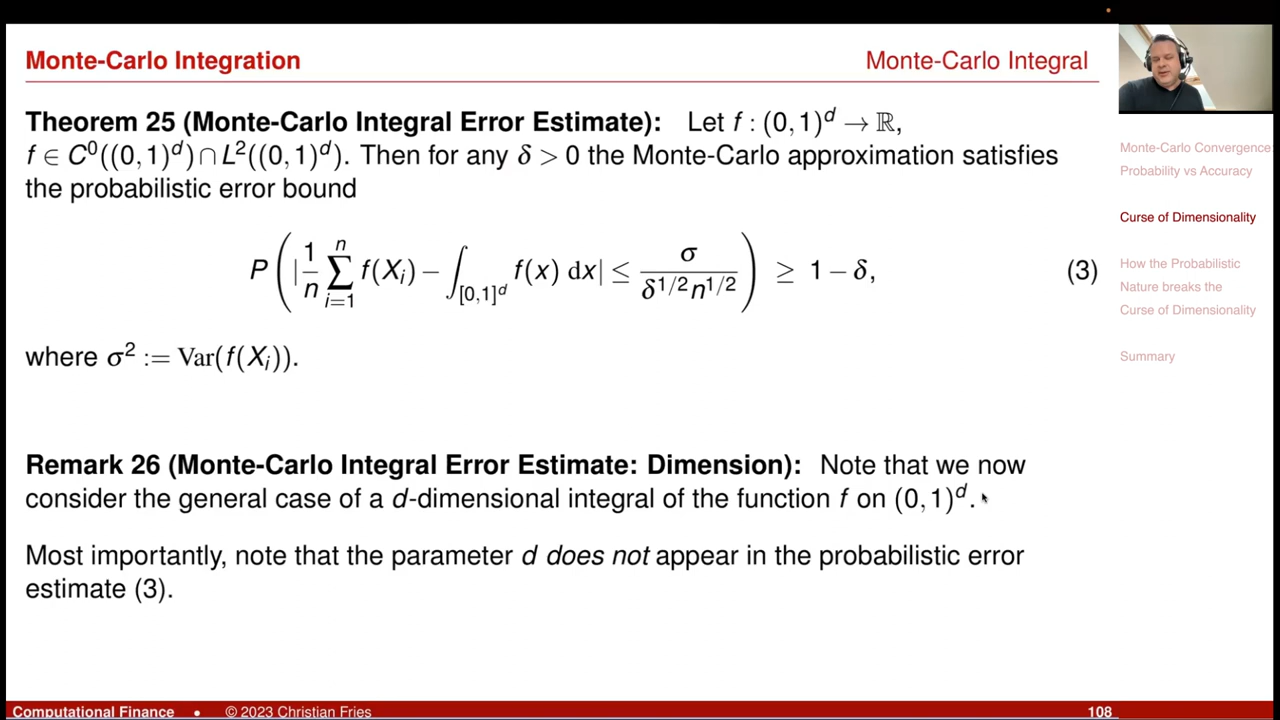 Monte-Carlo Integration
Monte-Carlo Integral
Theorem 25 (Monte-Carlo Integral Error Estimate): Let f : (0,1)^d → ℝ,
f ∈ C^0((0,1)^d) ∩ L^2((0,1)^d). Then for any δ > 0 the Monte-Carlo approximation satisfies
the probabilistic error bound
P ( | 1/n ∑_{i=1}^{n} f(X_i) − ∫_{[0,1]^d} f(x) dx | ≤ σ / (δ^{1/2} n^{1/2}) ) ≥ 1 − δ, (3)
where σ^2 := Var(f(X_i)).
Remark 26 (Monte-Carlo Integral Error Estimate: Dimension): Note that we now
consider the general case of a d-dimensional integral of the function f on (0,1)^d.
Most importantly, note that the parameter d does not appear in the probabilistic error
estimate (3).
Monte-Carlo Convergence:
Probability vs Accuracy
Curse of Dimensionality
How the Probabilistic
Nature breaks the
Curse of Dimensionality
Summary
Computational Finance • © 2023 Christian Fries 108